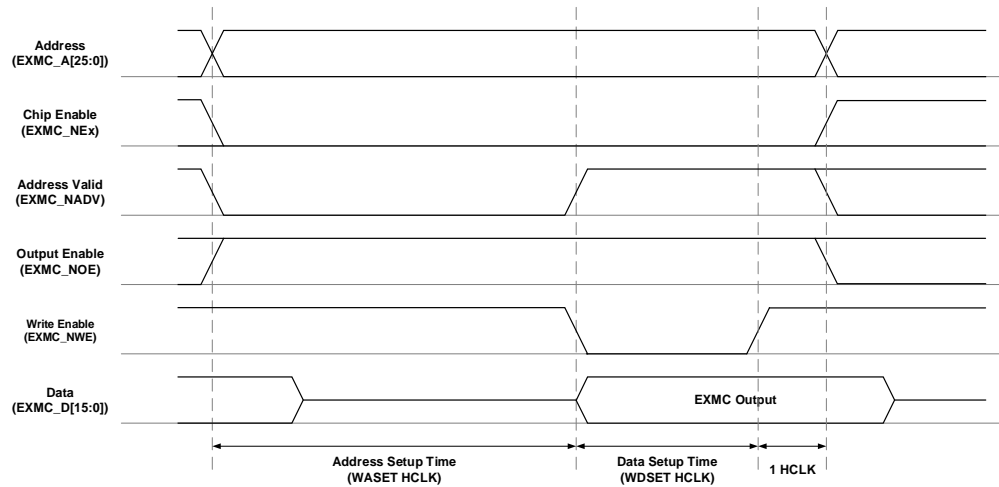 Address
(EXMC_A[25:0])
Chip Enable
(EXMC_NEx)
Address Valid
(EXMC_NADV)
Output Enable
(EXMC_NOE)
Write Enable
(EXMC_NWE)
Data
(EXMC_D[15:0])
EXMC Output
Address Setup Time
(WASET HCLK)
Data Setup Time
(WDSET HCLK)
1 HCLK